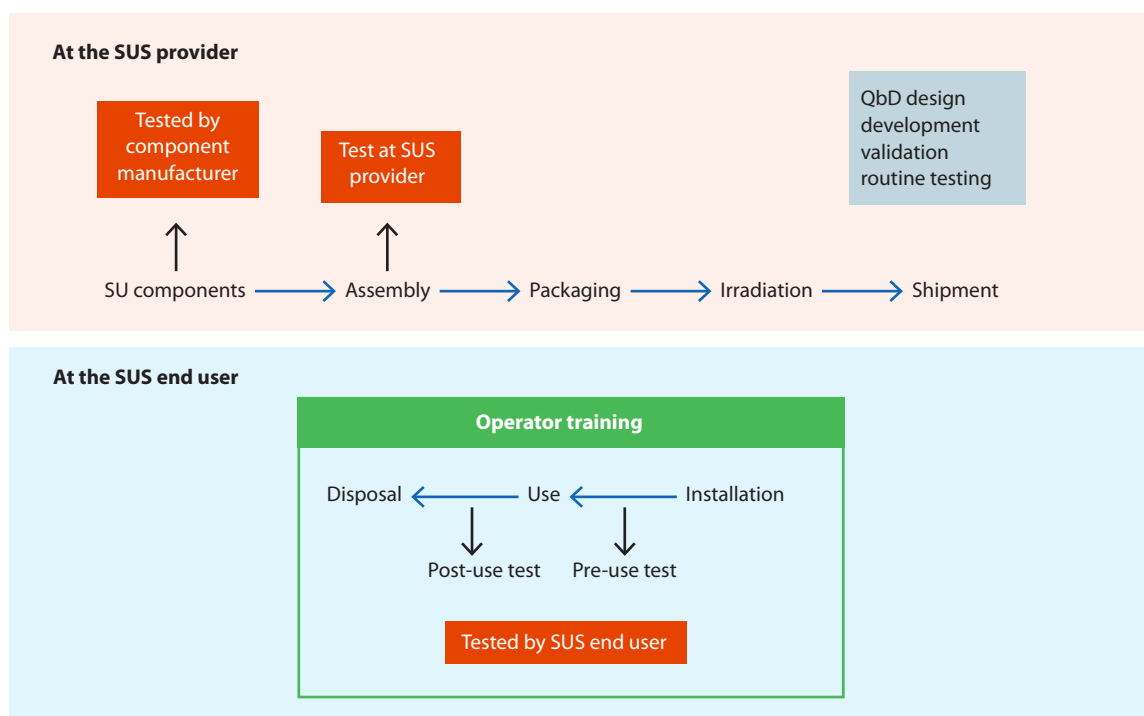 At the SUS provider
Tested by
component
manufacturer
Test at SUS
provider
QbD design
development
validation
routine testing
SU components
Assembly
Packaging
Irradiation
Shipment
At the SUS end user
Operator training
Disposal
Use
Installation
Post-use test
Pre-use test
Tested by SUS end user